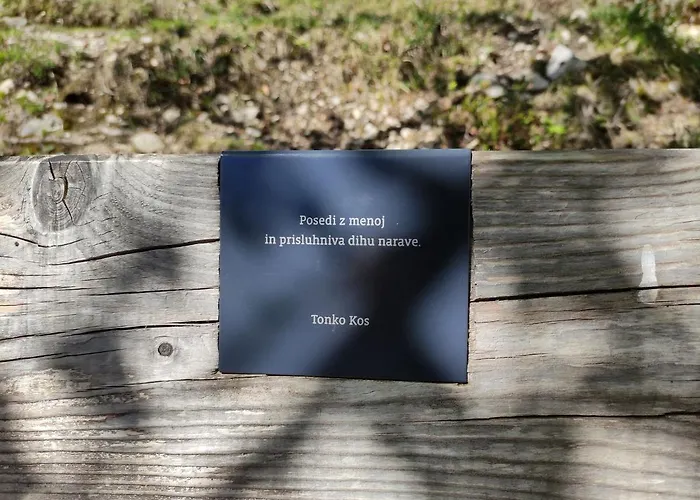 Posedi z menoj
in prisluhniva dihu narave.
Tonko Kos